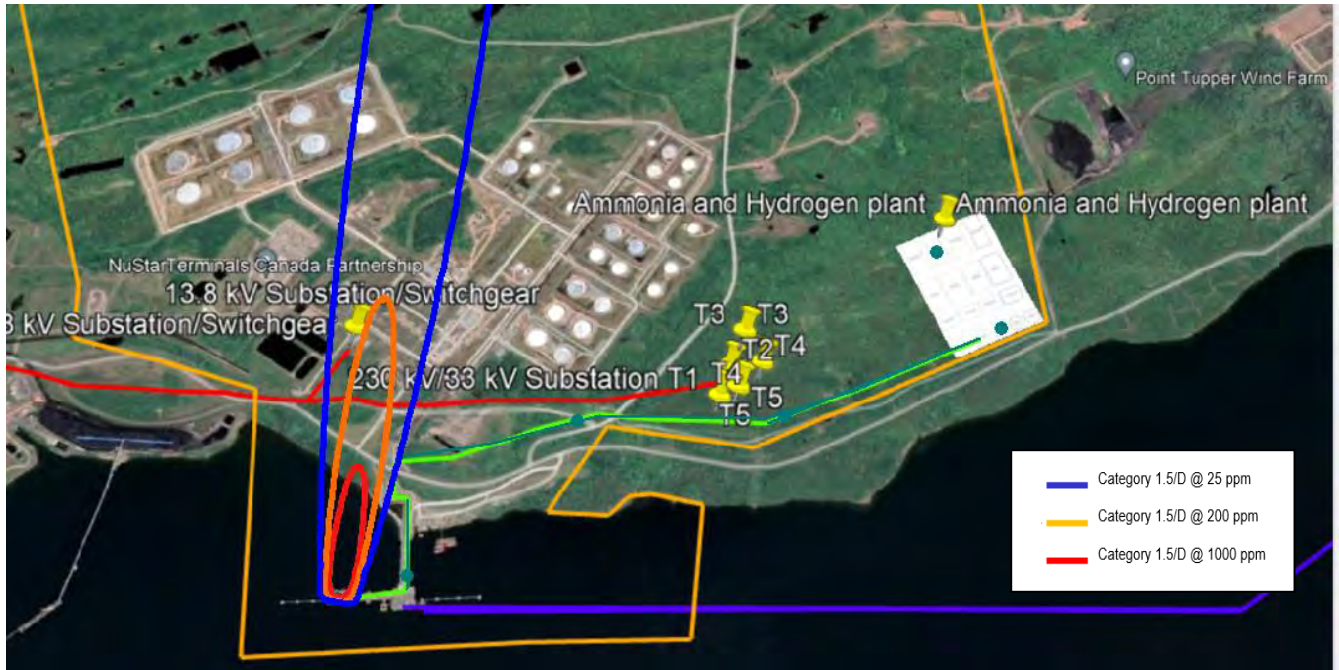 Point Tupper Wind Farm
Ammonia and Hydrogen plant
Ammonia and Hydrogen plant
NuStarTerminals Canada Partnership
13.8 kV Substation/Switchgear
8 kV Substation/Switchgear
T3
T3
T2
T4
230 kV/33 kV Substation
T1
T4
T5
T5
Category 1.5/D @ 25 ppm
Category 1.5/D @ 200 ppm
Category 1.5/D @ 1000 ppm